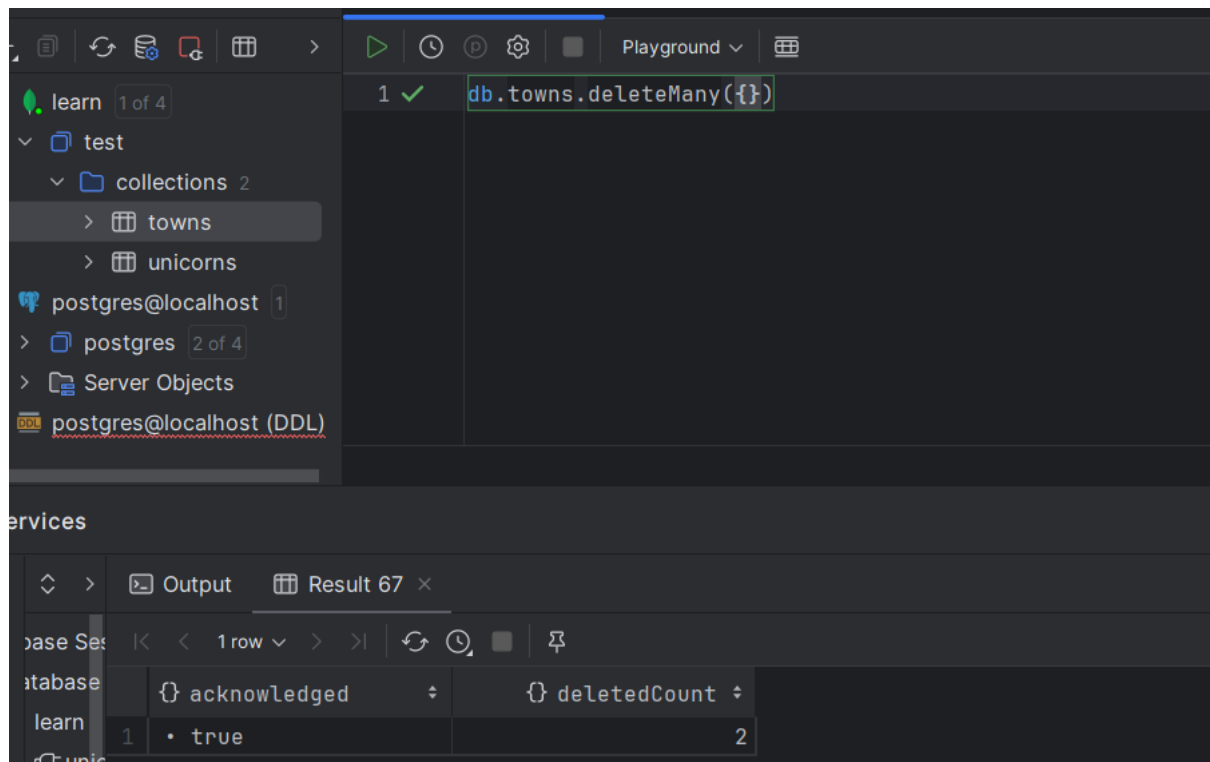 Playground
learn 1 of 4
1 db.towns.deleteMany({})
test
collections 2
towns
unicorns
postgres@localhost 1
postgres 2 of 4
Server Objects
DDL postgres@localhost (DDL)
ervices
Output Result 67
base Ses 1 row
atabase {} acknowledged {} deletedCount
learn
1 • true 2